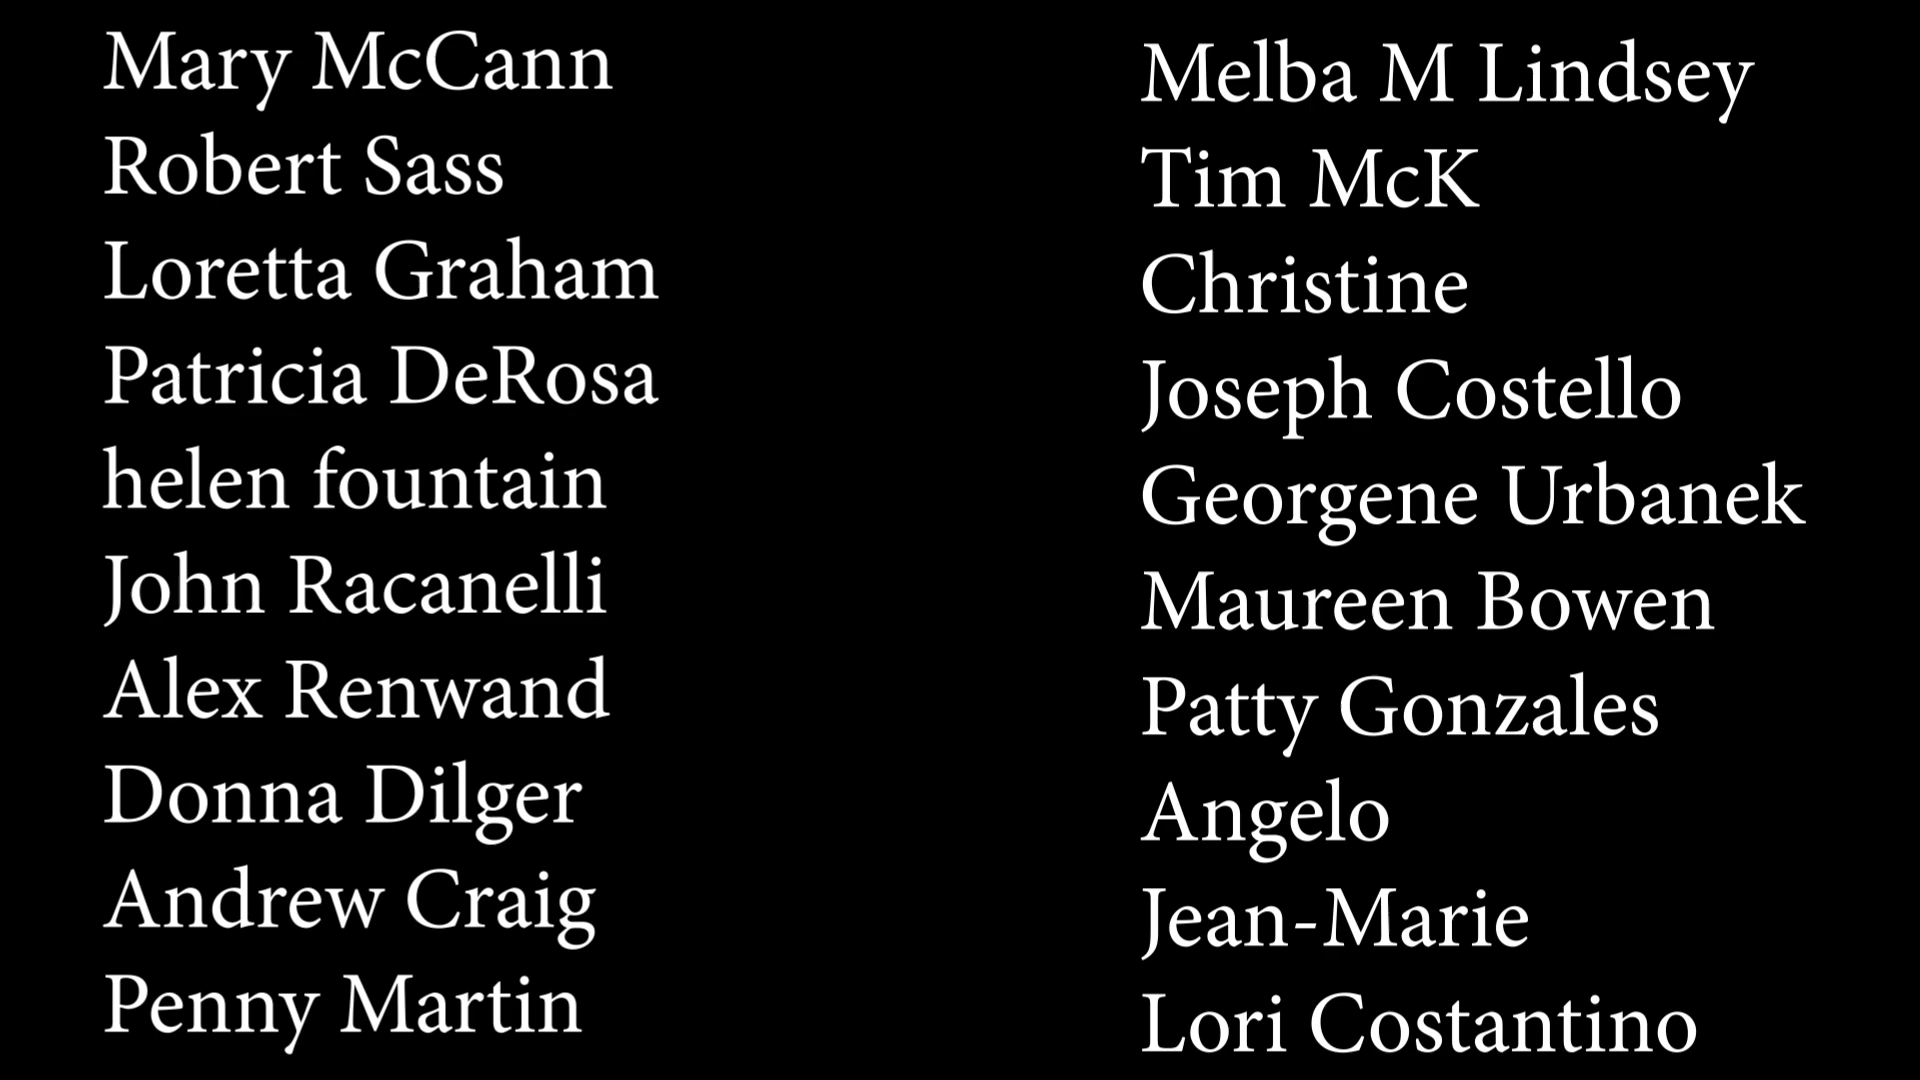 Mary McCann
Robert Sass
Loretta Graham
Patricia DeRosa
helen fountain
John Racanelli
Alex Renwand
Donna Dilger
Andrew Craig
Penny Martin
Melba M Lindsey
Tim McK
Christine
Joseph Costello
Georgene Urbanek
Maureen Bowen
Patty Gonzales
Angelo
Jean-Marie
Lori Costantino